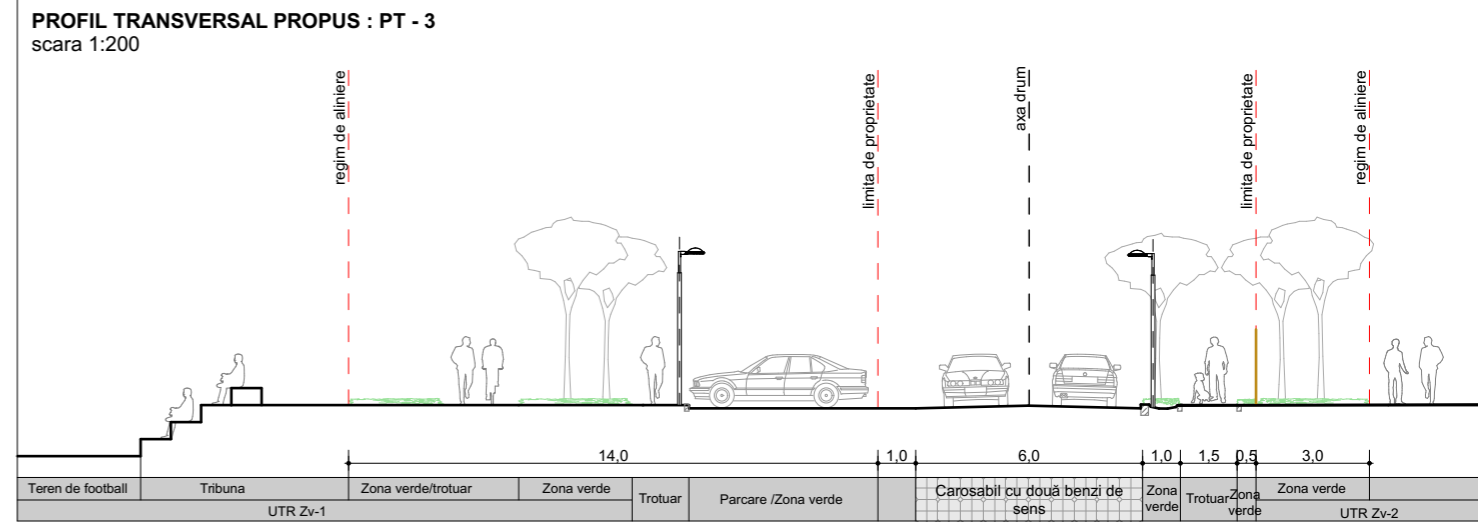 PROFIL TRANSVERSAL PROPUS : PT - 3
scara 1:200
regim de aliniere
limita de proprietate
axa drum
limita de proprietate
regim de aliniere
14,0
1,0
6,0
1,0
1,5
0,5
3,0
Teren de football
Tribuna
Zona verde/trotuar
Zona verde
Trotuar
Parcare /Zona verde
Carosabil cu două benzi de
sens
Zona
verde
Trotuar
Zona
verde
Zona verde
UTR Zv-1
UTR Zv-2